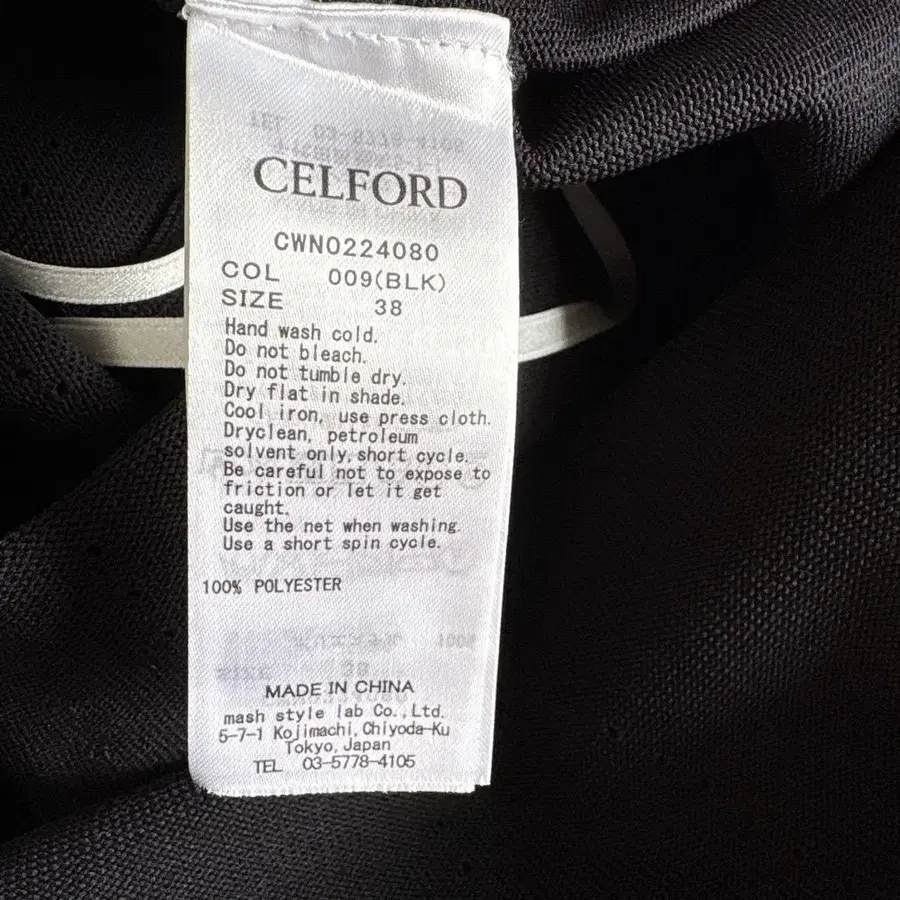 CELFORD
CWNO224080
COL 009(BLK)
SIZE 38
Hand wash cold.
Do not bleach.
Do not tumble dry.
Dry flat in shade.
Cool iron, use press cloth.
Dryclean, petroleum
solvent only,short cycle.
Be careful not to expose to
friction or let it get
caught.
Use the net when washing.
Use a short spin cycle.
100% POLYESTER
MADE IN CHINA
mash style lab Co.,Ltd.
5-7-1 Kojimachi,Chiyoda-Ku
Tokyo,Japan
TEL 03-5778-4105